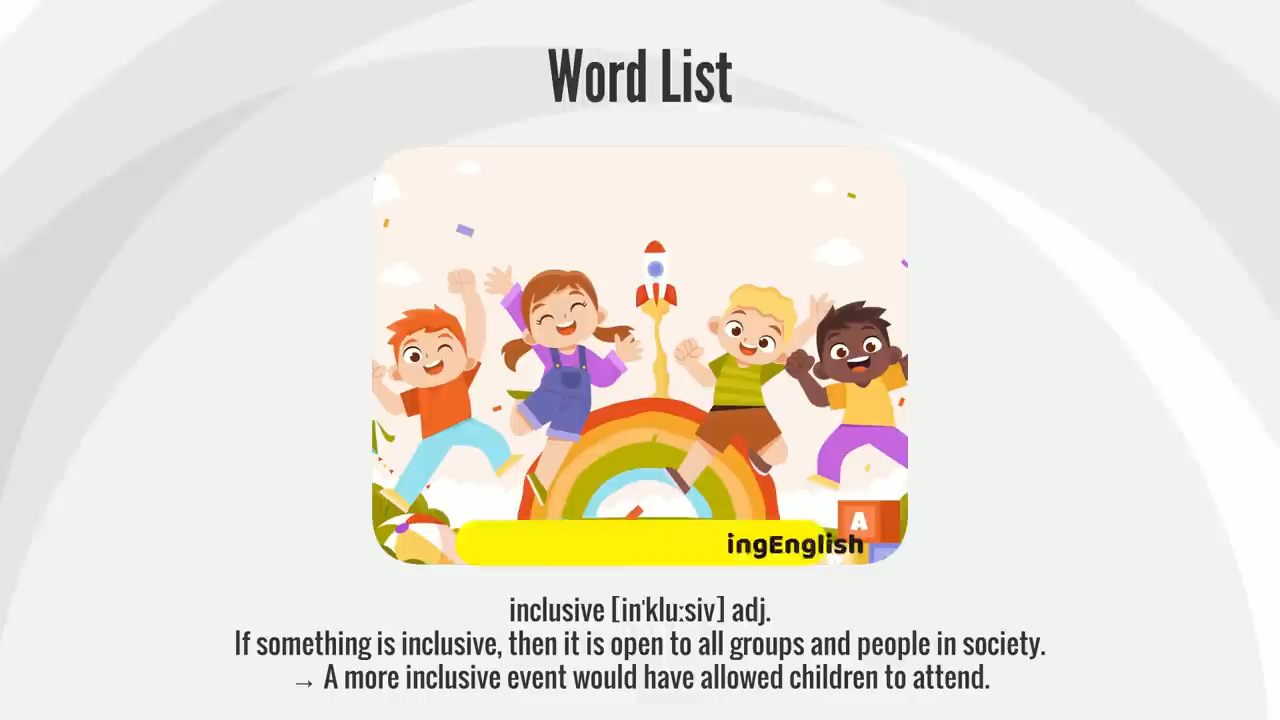 Word List
A
ingEnglish
inclusive [inˈkluːsiv] adj.
If something is inclusive, then it is open to all groups and people in society.
→ A more inclusive event would have allowed children to attend.